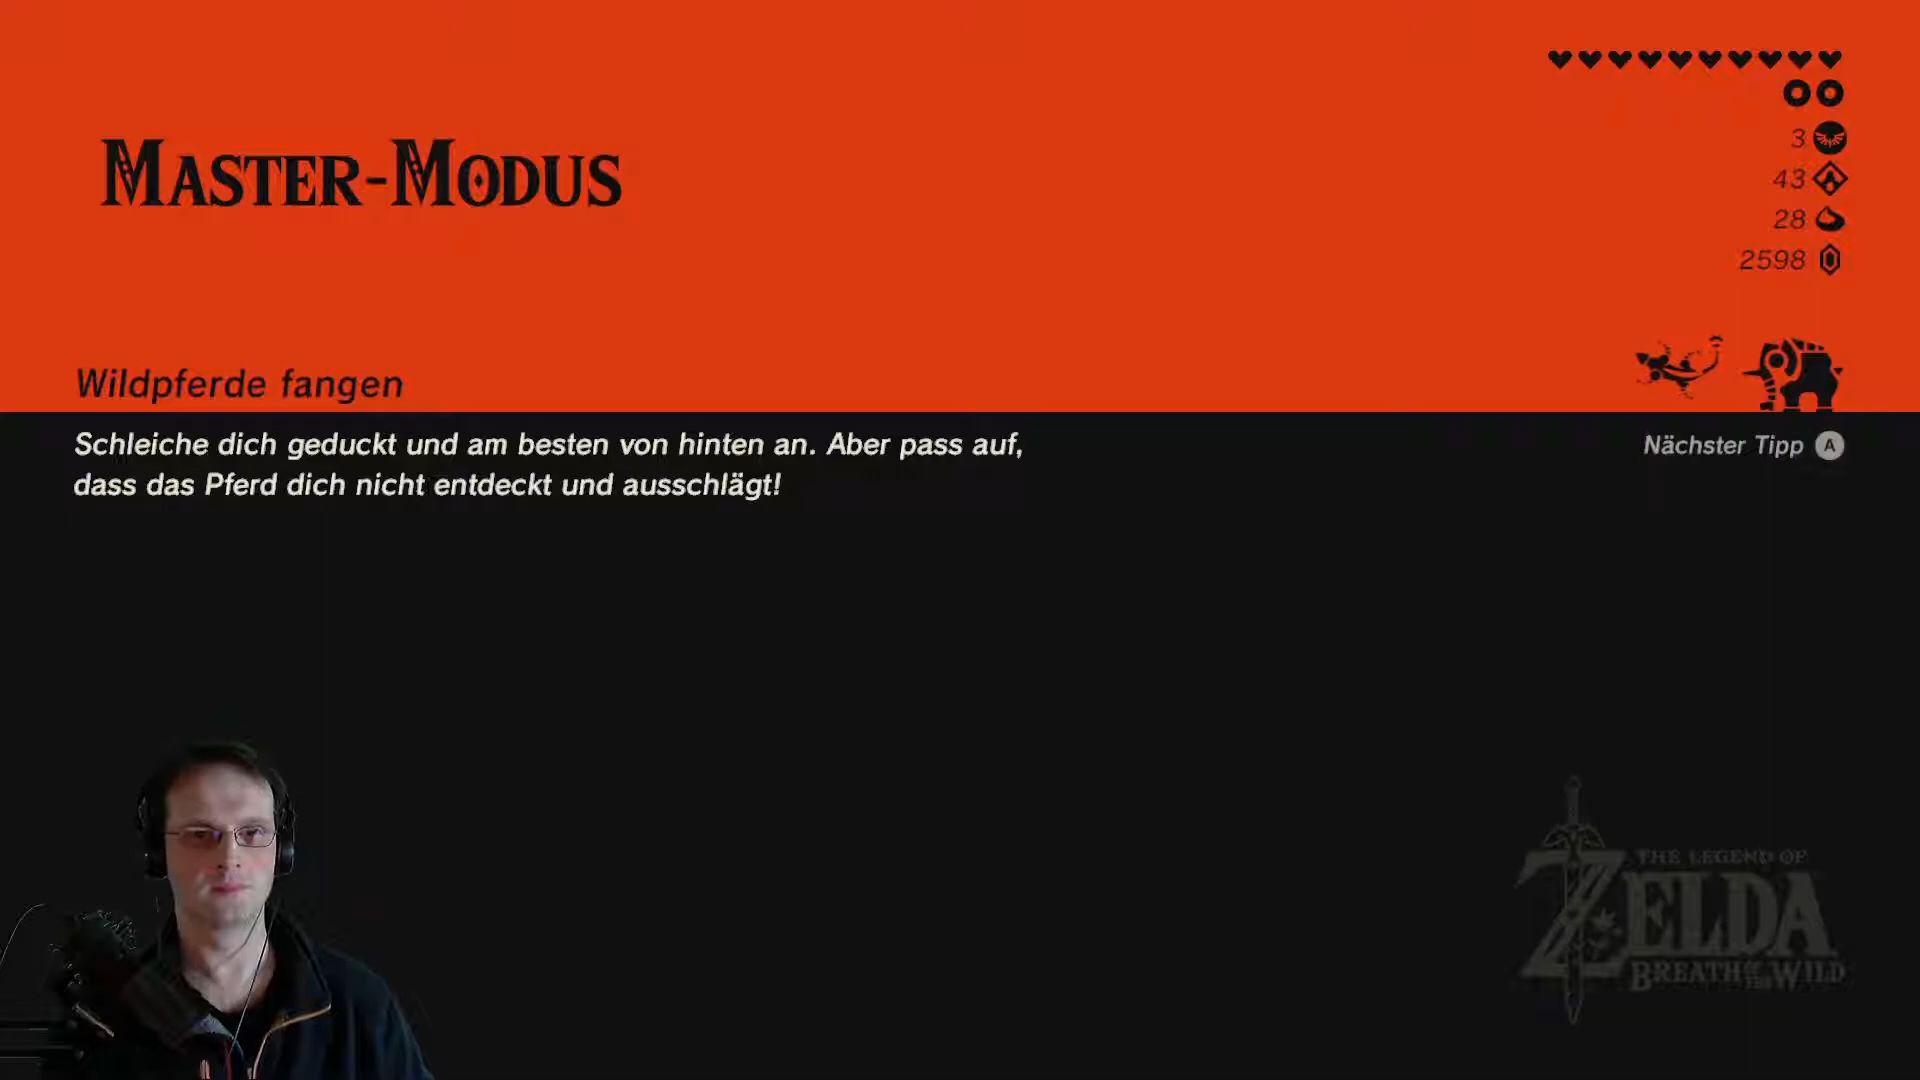 MASTER-MODUS
3
43
28
2598
Wildpferde fangen
Schleiche dich geduckt und am besten von hinten an. Aber pass auf,
dass das Pferd dich nicht entdeckt und ausschlägt!
Nächster Tipp A
THE LEGEND OF
ZELDA
BREATH OF THE WILD